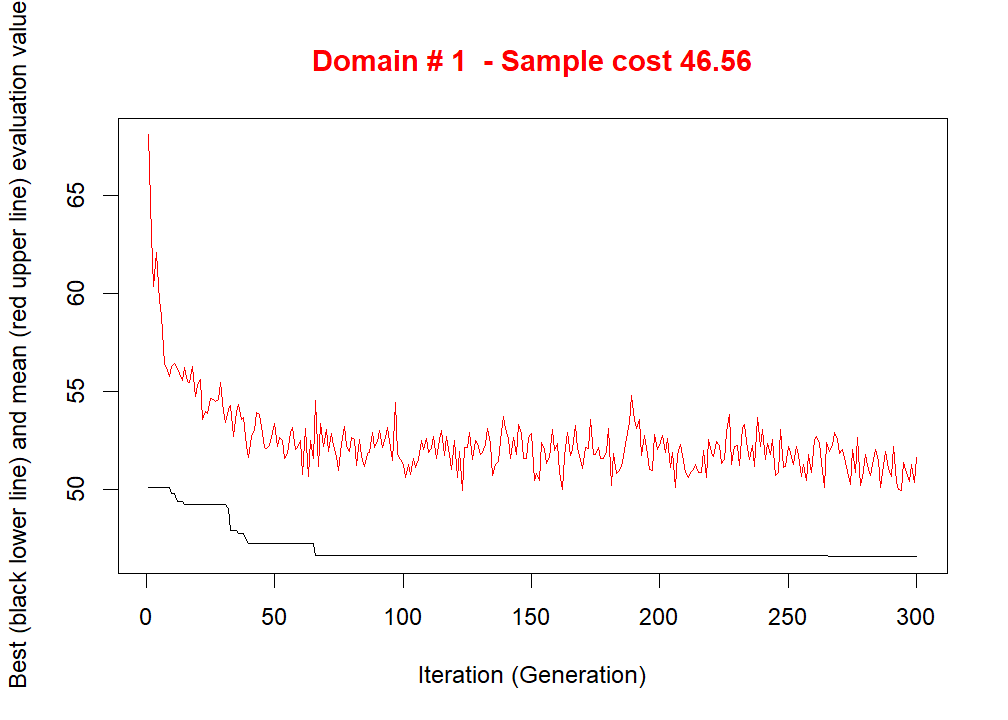 Domain # 1  - Sample cost 46.56
Best (black lower line) and mean (red upper line) evaluation value
65
60
55
50
0 50 100 150 200 250 300
Iteration (Generation)